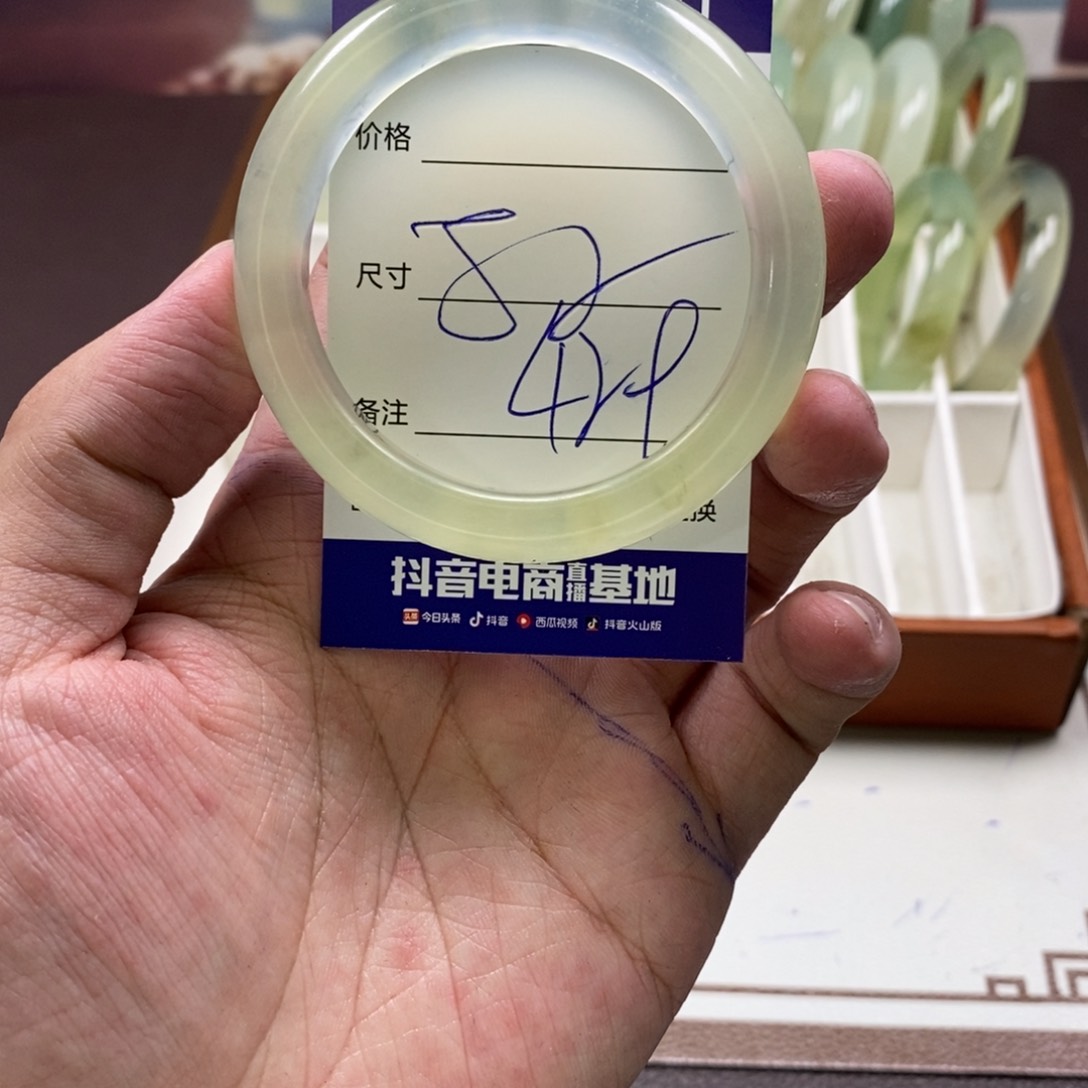 价格
尺寸
备注
换
抖音电商直播基地
今日头条 抖音 西瓜视频 抖音火山版